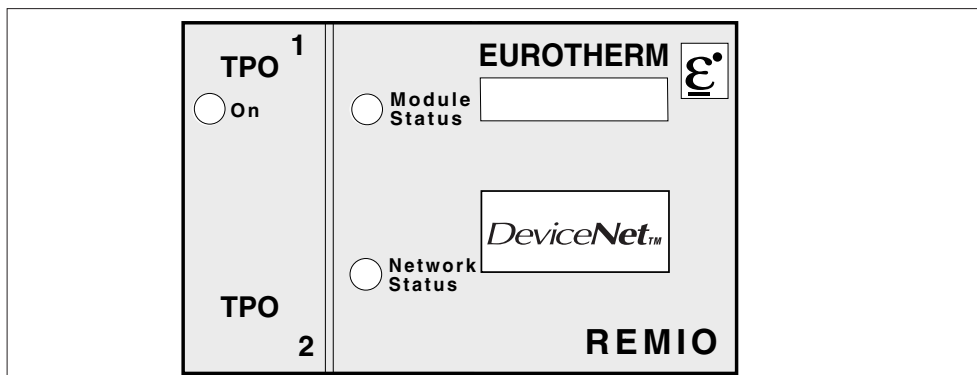 TPO 1
On
TPO
2
EUROTHERM
ε
Module
Status
DeviceNet™
Network
Status
REMIO